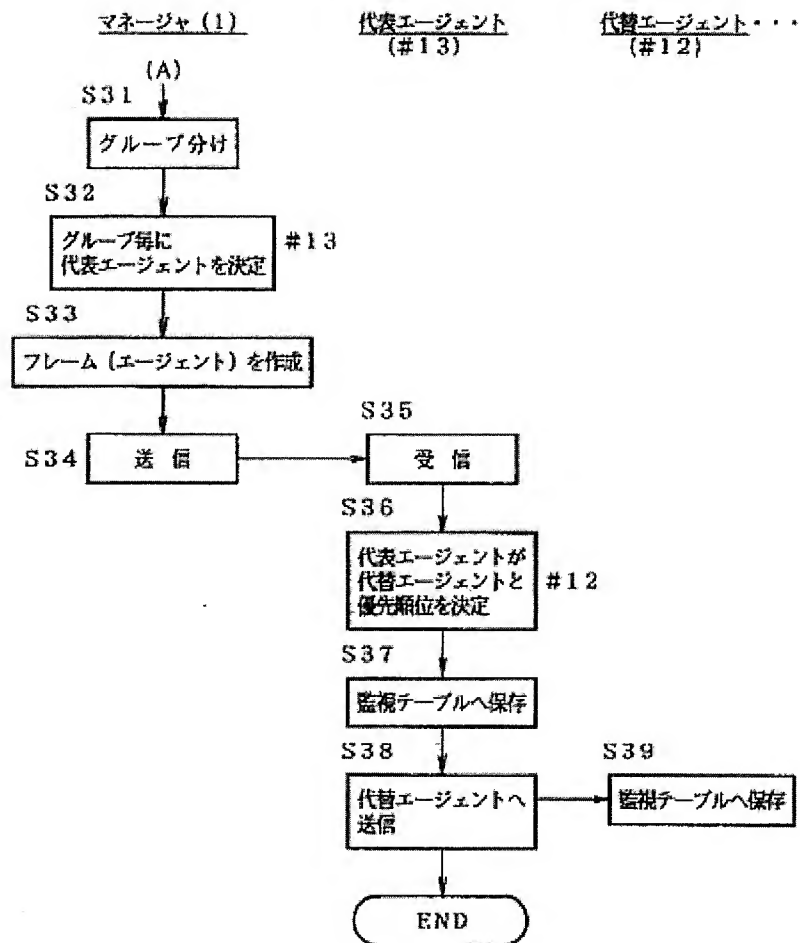 マネージャ(1)
代表エージェント
(#13)
代替エージェント・・・
(#12)
(A)
S31
グループ分け
S32
グループ毎に
代表エージェントを決定
#13
S33
フレーム(エージェント)を作成
S34
送信
S35
受信
S36
代表エージェントが
代替エージェントと
優先順位を決定
#12
S37
監視テーブルへ保存
S38
代替エージェントへ
送信
S39
監視テーブルへ保存
END